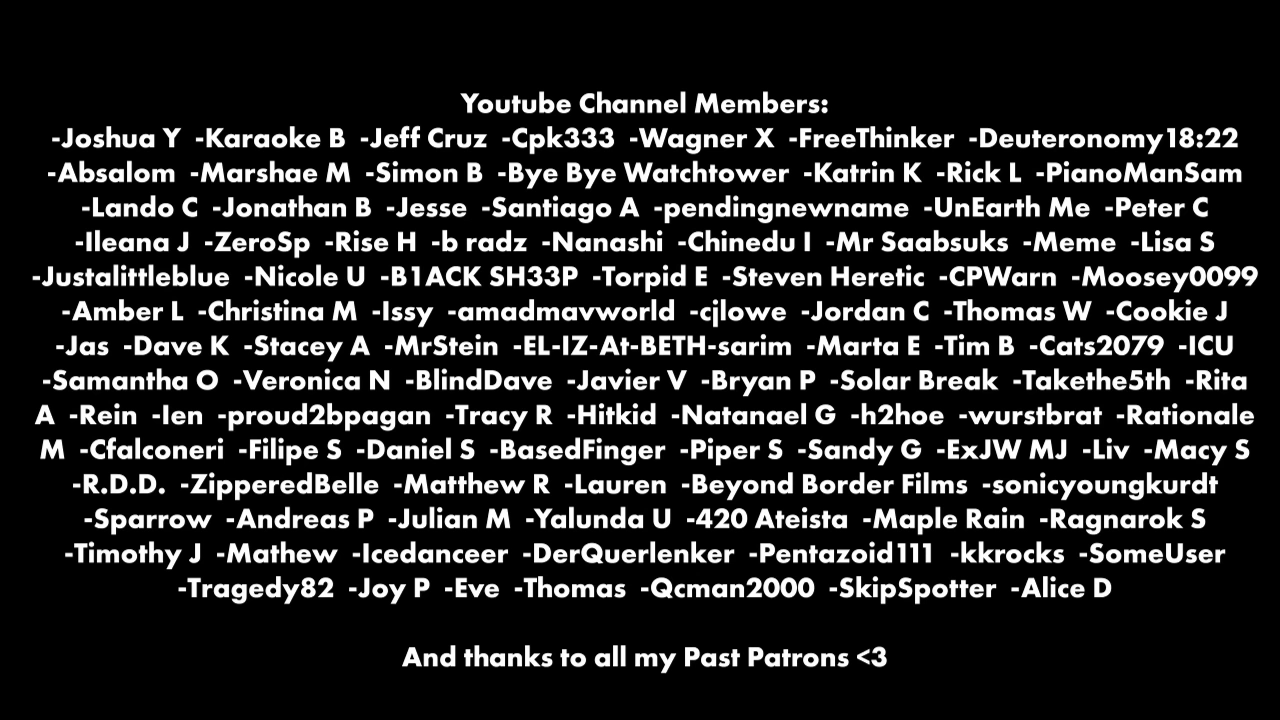 Youtube Channel Members:
-Joshua Y -Karaoke B -Jeff Cruz -Cpk333 -Wagner X -FreeThinker -Deuteronomy18:22
-Absalom -Marshae M -Simon B -Bye Bye Watchtower -Katrin K -Rick L -PianoManSam
-Lando C -Jonathan B -Jesse -Santiago A -pendingnewname -UnEarth Me -Peter C
-Ileana J -ZeroSp -Rise H -b radz -Nanashi -Chinedu I -Mr Saabsuks -Meme -Lisa S
-Justalittleblue -Nicole U -B1ACK SH33P -Torpid E -Steven Heretic -CPWarn -Moosey0099
-Amber L -Christina M -Issy -amadmavworld -cjlowe -Jordan C -Thomas W -Cookie J
-Jas -Dave K -Stacey A -MrStein -EL-IZ-At-BETH-sarim -Marta E -Tim B -Cats2079 -ICU
-Samantha O -Veronica N -BlindDave -Javier V -Bryan P -Solar Break -Takethe5th -Rita
A -Rein -Ien -proud2bpagan -Tracy R -Hitkid -Natanael G -h2hoe -wurstbrat -Rationale
M -Cfalconeri -Filipe S -Daniel S -BasedFinger -Piper S -Sandy G -ExJW MJ -Liv -Macy S
-R.D.D. -ZipperedBelle -Matthew R -Lauren -Beyond Border Films -sonicyoungkurdt
-Sparrow -Andreas P -Julian M -Yalunda U -420 Ateista -Maple Rain -Ragnarok S
-Timothy J -Mathew -Icedanceer -DerQuerlenker -Pentazoid111 -kkrocks -SomeUser
-Tragedy82 -Joy P -Eve -Thomas -Qcman2000 -SkipSpotter -Alice D
And thanks to all my Past Patrons <3